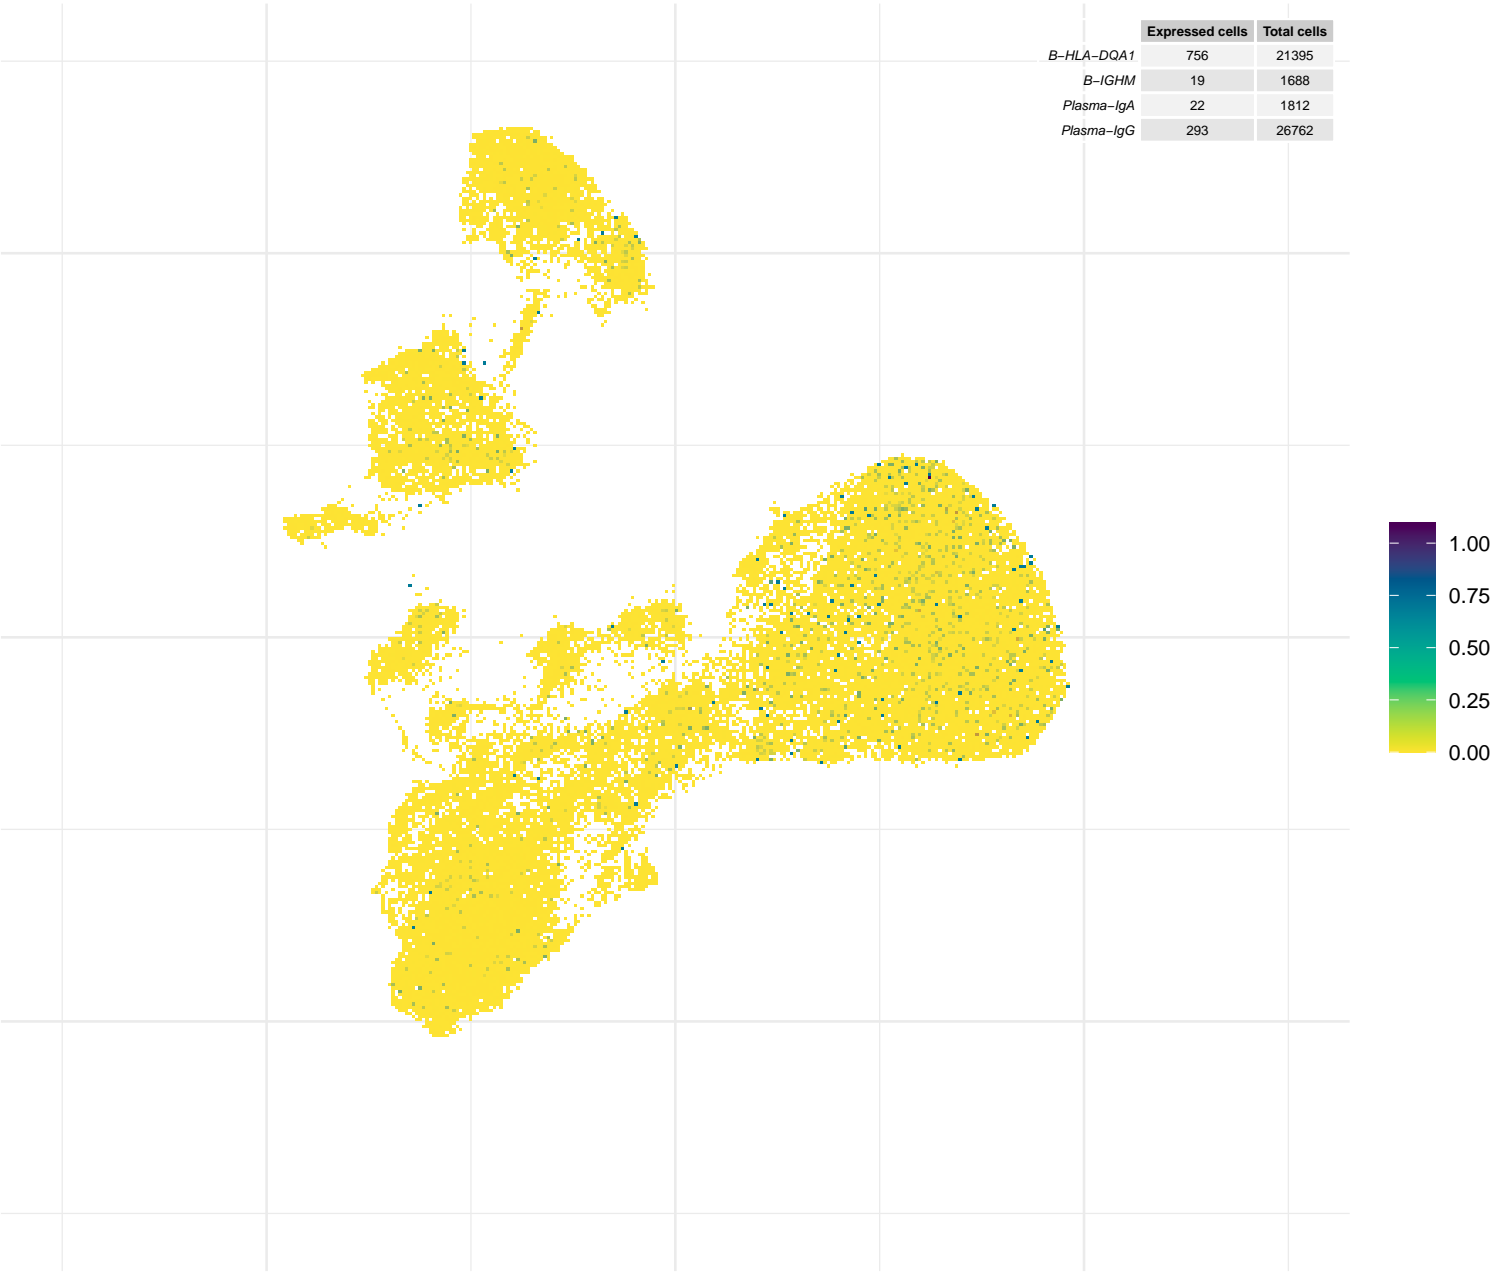 Expressed cells Total cells
B−HLA−DQA1 756 21395
B−IGHM 19 1688
Plasma−IgA 22 1812
Plasma−IgG 293 26762
1.00
0.75
0.50
0.25
0.00